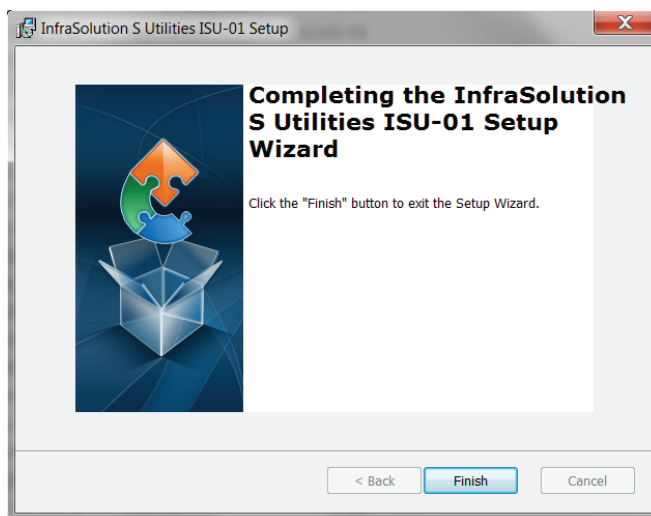 InfraSolution S Utilities ISU-01 Setup
Completing the InfraSolution
S Utilities ISU-01 Setup
Wizard
Click the "Finish" button to exit the Setup Wizard.
< Back
Finish
Cancel